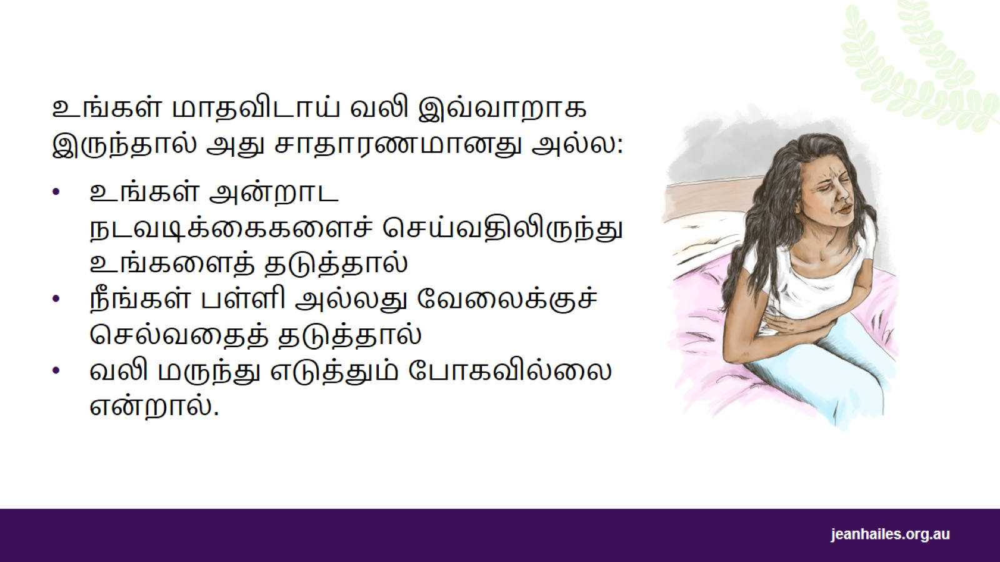 உங்கள் மாதவிடாய் வலி இவ்வாறாக
இருந்தால் அது சாதாரணமானது அல்ல:
• உங்கள் அன்றாட
நடவடிக்கைகளைச் செய்வதிலிருந்து
உங்களைத் தடுத்தால்
• நீங்கள் பள்ளி அல்லது வேலைக்குச்
செல்வதைத் தடுத்தால்
• வலி மருந்து எடுத்தும் போகவில்லை
என்றால்.
jeanhailes.org.au